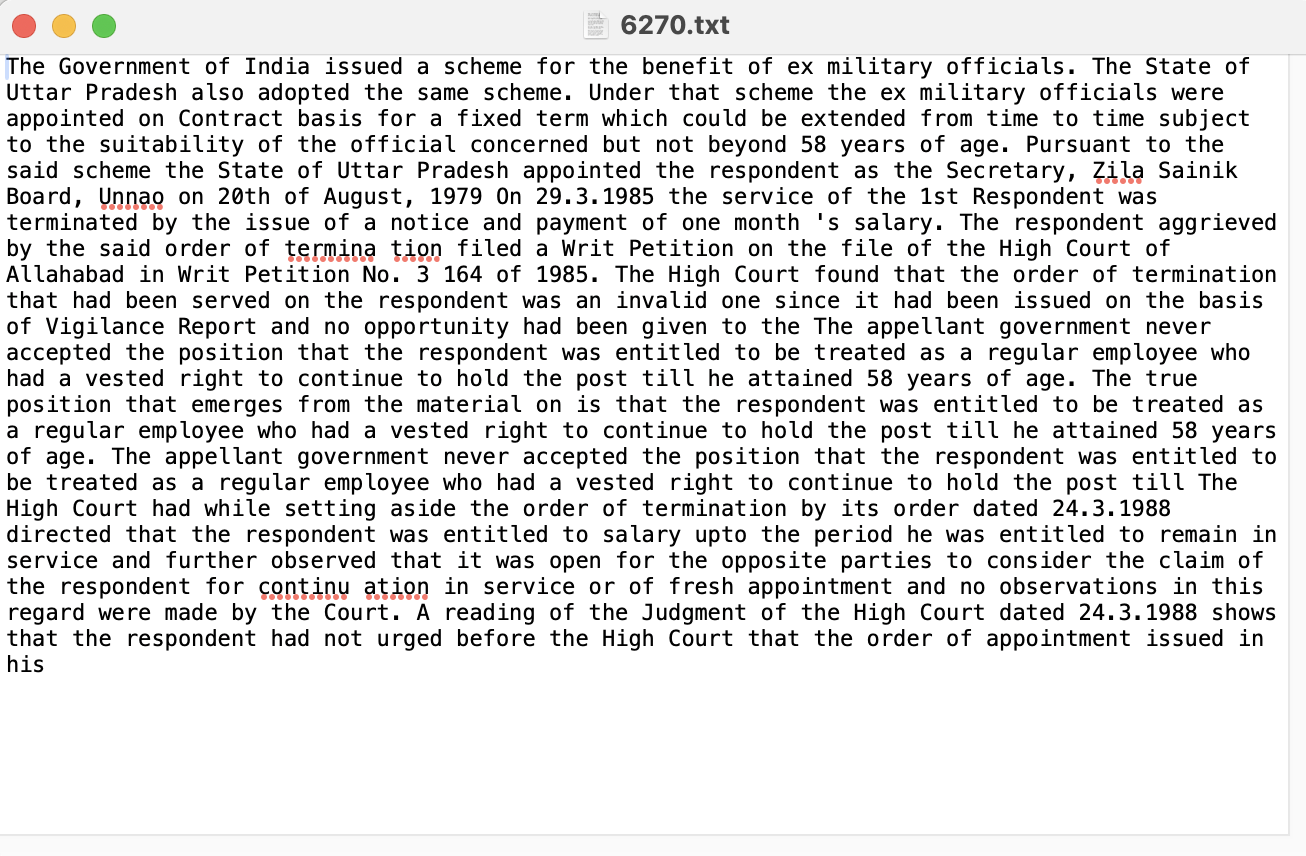 6270.txt
The Government of India issued a scheme for the benefit of ex military officials. The State of
Uttar Pradesh also adopted the same scheme. Under that scheme the ex military officials were
appointed on Contract basis for a fixed term which could be extended from time to time subject
to the suitability of the official concerned but not beyond 58 years of age. Pursuant to the
said scheme the State of Uttar Pradesh appointed the respondent as the Secretary, Zila Sainik
Board, Unnao on 20th of August, 1979 On 29.3.1985 the service of the 1st Respondent was
terminated by the issue of a notice and payment of one month 's salary. The respondent aggrieved
by the said order of termina tion filed a Writ Petition on the file of the High Court of
Allahabad in Writ Petition No. 3 164 of 1985. The High Court found that the order of termination
that had been served on the respondent was an invalid one since it had been issued on the basis
of Vigilance Report and no opportunity had been given to the The appellant government never
accepted the position that the respondent was entitled to be treated as a regular employee who
had a vested right to continue to hold the post till he attained 58 years of age. The true
position that emerges from the material on is that the respondent was entitled to be treated as
a regular employee who had a vested right to continue to hold the post till he attained 58 years
of age. The appellant government never accepted the position that the respondent was entitled to
be treated as a regular employee who had a vested right to continue to hold the post till The
High Court had while setting aside the order of termination by its order dated 24.3.1988
directed that the respondent was entitled to salary upto the period he was entitled to remain in
service and further observed that it was open for the opposite parties to consider the claim of
the respondent for continu ation in service or of fresh appointment and no observations in this
regard were made by the Court. A reading of the Judgment of the High Court dated 24.3.1988 shows
that the respondent had not urged before the High Court that the order of appointment issued in
his